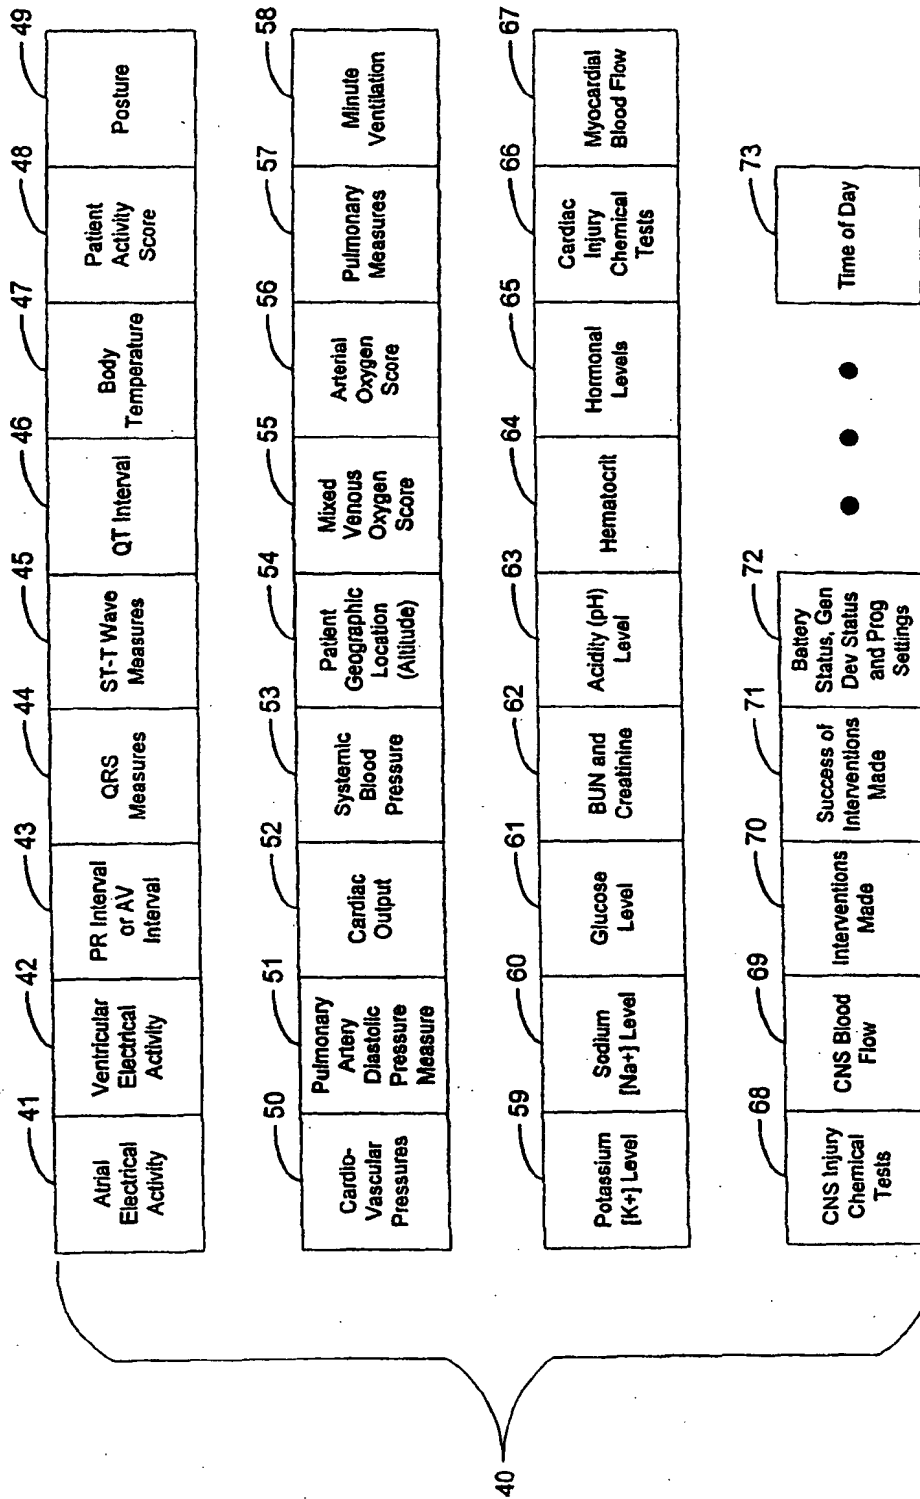 40
41
42
43
44
45
46
47
48
49
Atrial
Electrical
Activity
Ventricular
Electrical
Activity
PR Interval
or AV
Interval
QRS
Measures
ST-T Wave
Measures
QT Interval
Body
Temperature
Patient
Activity
Score
Posture
50
51
52
53
54
55
56
57
58
Cardio-
Vascular
Pressures
Pulmonary
Artery
Diastolic
Pressure
Measure
Cardiac
Output
Systemic
Blood
Pressure
Patient
Geographic
Location
(Altitude)
Mixed
Venous
Oxygen
Score
Arterial
Oxygen
Score
Pulmonary
Measures
Minute
Ventilation
59
60
61
62
63
64
65
66
67
Potassium
[K+] Level
Sodium
[Na+] Level
Glucose
Level
BUN and
Creatinine
Acidity (pH)
Level
Hematocrit
Hormonal
Levels
Cardiac
Injury
Chemical
Tests
Myocardial
Blood Flow
68
69
70
71
72
73
CNS Injury
Chemical
Tests
CNS Blood
Flow
Interventions
Made
Success of
Interventions
Made
Battery
Status, Gen
Dev Status
and Prog
Settings
Time of Day